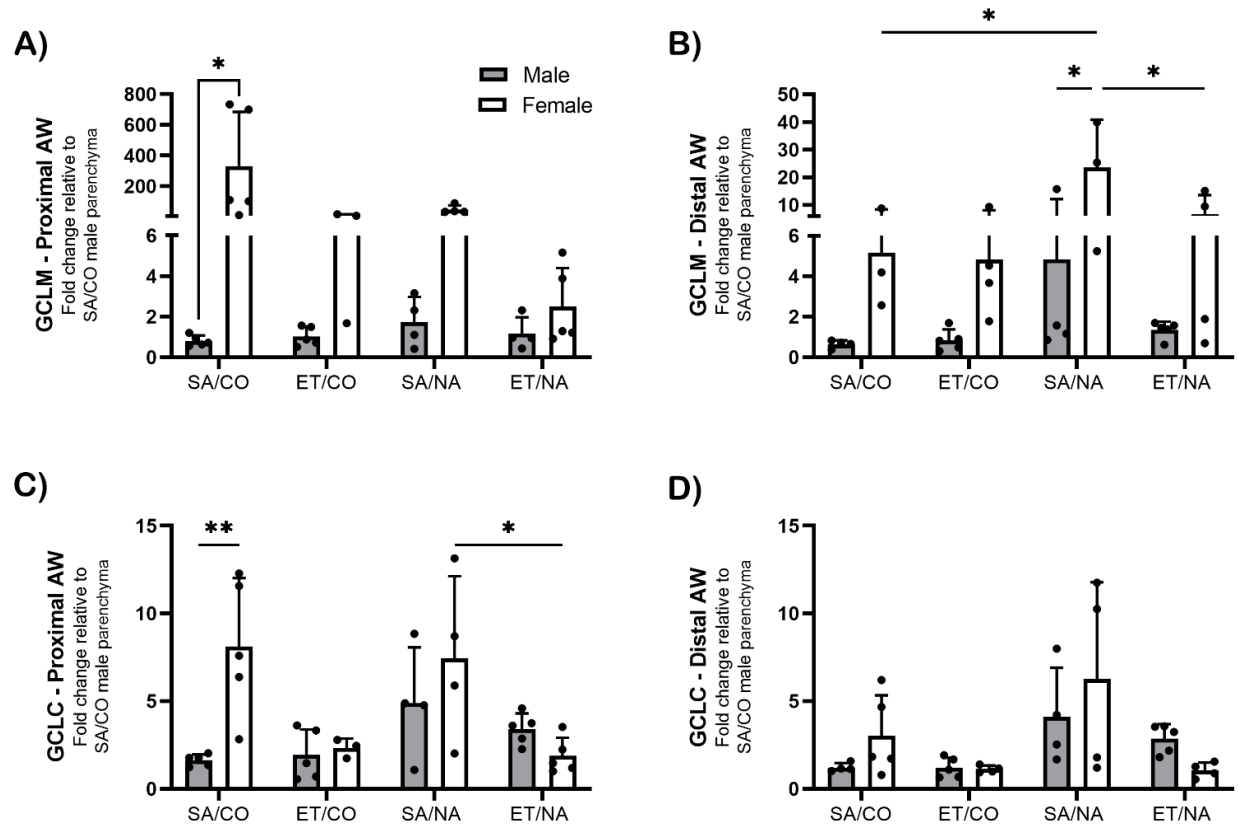 A)
GCLM - Proximal AW
Fold change relative to
SA/CO male parenchyma
800
600
400
200
6
4
2
0
*
Male
Female
SA/CO
ET/CO
SA/NA
ET/NA
B)
GCLM - Distal AW
Fold change relative to
SA/CO male parenchyma
50
40
30
20
10
6
4
2
0
*
*
*
SA/CO
ET/CO
SA/NA
ET/NA
C)
GCLC - Proximal AW
Fold change relative to
SA/CO male parenchyma
15
10
5
0
**
*
SA/CO
ET/CO
SA/NA
ET/NA
D)
GCLC - Distal AW
Fold change relative to
SA/CO male parenchyma
15
10
5
0
SA/CO
ET/CO
SA/NA
ET/NA